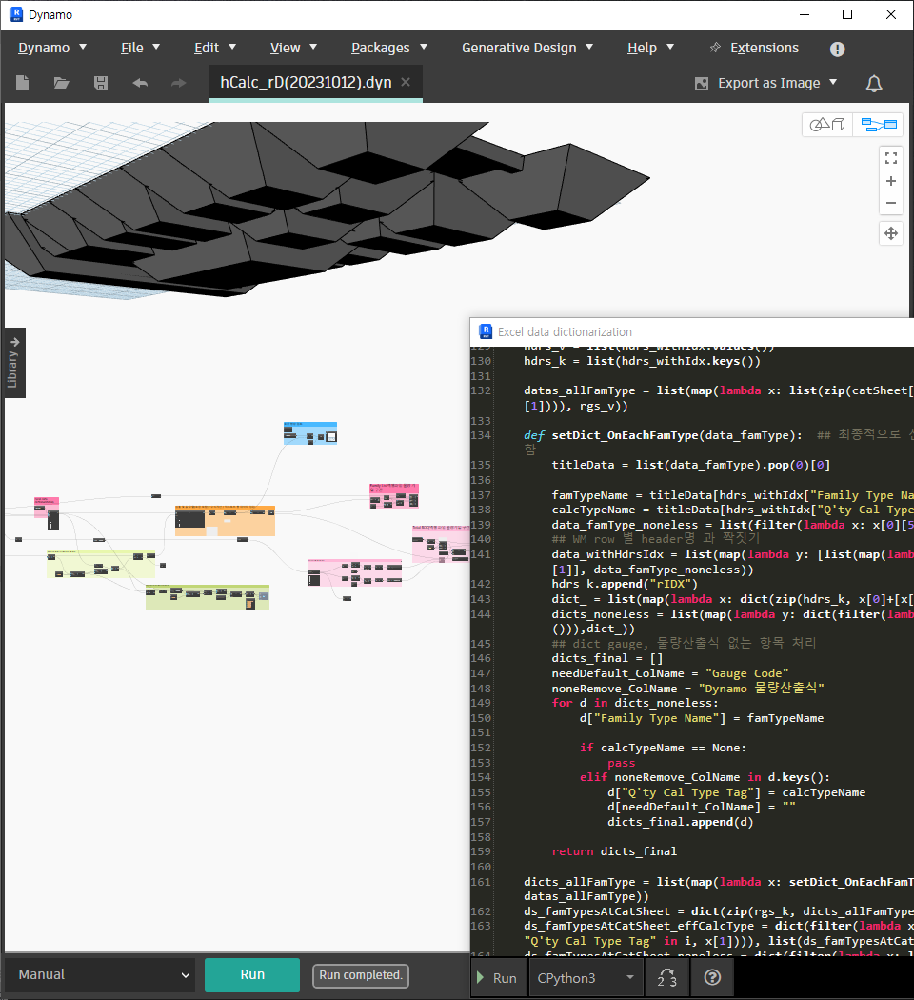 Dynamo
Dynamo File Edit View Packages Generative Design Help Extensions
hCalc_rD(20231012).dyn
Export as Image
Library
Excel data dictionarization
129 hdrs_v = list(hdrs_withIdx.values())
130 hdrs_k = list(hdrs_withIdx.keys())
131
132 datas_allFamType = list(map(lambda x: list(zip(catSheet[
[1]))), rgs_v))
133
134 def setDict_OnEachFamType(data_famType): ## 최종적으로
함
135 titleData = list(data_famType).pop(0)[0]
136
137 famTypeName = titleData[hdrs_withIdx["Family Type Na
138 calcTypeName = titleData[hdrs_withIdx["Q'ty Cal Type
139 data_famType_noneless = list(filter(lambda x: x[0][5
140 ## WM row 별 header명 과 짝짓기
141 data_withHdrsIdx = list(map(lambda y: [list(map(lamb
[1]], data_famType_noneless))
142 hdrs_k.append("rIDX")
143 dict_ = list(map(lambda x: dict(zip(hdrs_k, x[0]+[x[
144 dicts_noneless = list(map(lambda y: dict(filter(lamb
())),dict_))
145 ## dict_gauge, 물량산출식 없는 항목 처리
146 dicts_final = []
147 needDefault_ColName = "Gauge Code"
148 noneRemove_ColName = "Dynamo 물량산출식"
149 for d in dicts_noneless:
150 d["Family Type Name"] = famTypeName
151
152 if calcTypeName == None:
153 pass
154 elif noneRemove_ColName in d.keys():
155 d["Q'ty Cal Type Tag"] = calcTypeName
156 d[needDefault_ColName] = ""
157 dicts_final.append(d)
158
159 return dicts_final
160
161 dicts_allFamType = list(map(lambda x: setDict_OnEachFamT
datas_allFamType))
162 ds_famTypesAtCatSheet = dict(zip(rgs_k, dicts_allFamType
163 ds_famTypesAtCatSheet_effCalcType = dict(filter(lambda x
"Q'ty Cal Type Tag" in i, x[1]))), list(ds_famTypesAtCat
164 ds_famTypesAtCatSheet_noneless = dict(filter(lambda x: l
Manual Run Run completed.
Run CPython3